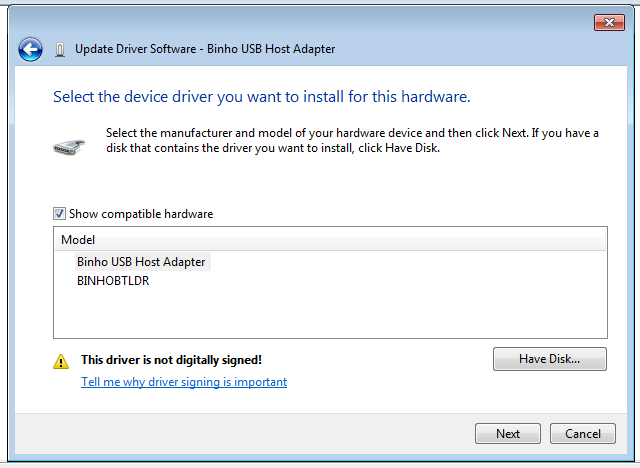 Update Driver Software - Binho USB Host Adapter
Select the device driver you want to install for this hardware.
Select the manufacturer and model of your hardware device and then click Next. If you have a
disk that contains the driver you want to install, click Have Disk.
Show compatible hardware
Model
Binho USB Host Adapter
BINHOBTLDR
This driver is not digitally signed!
Have Disk...
Tell me why driver signing is important
Next
Cancel